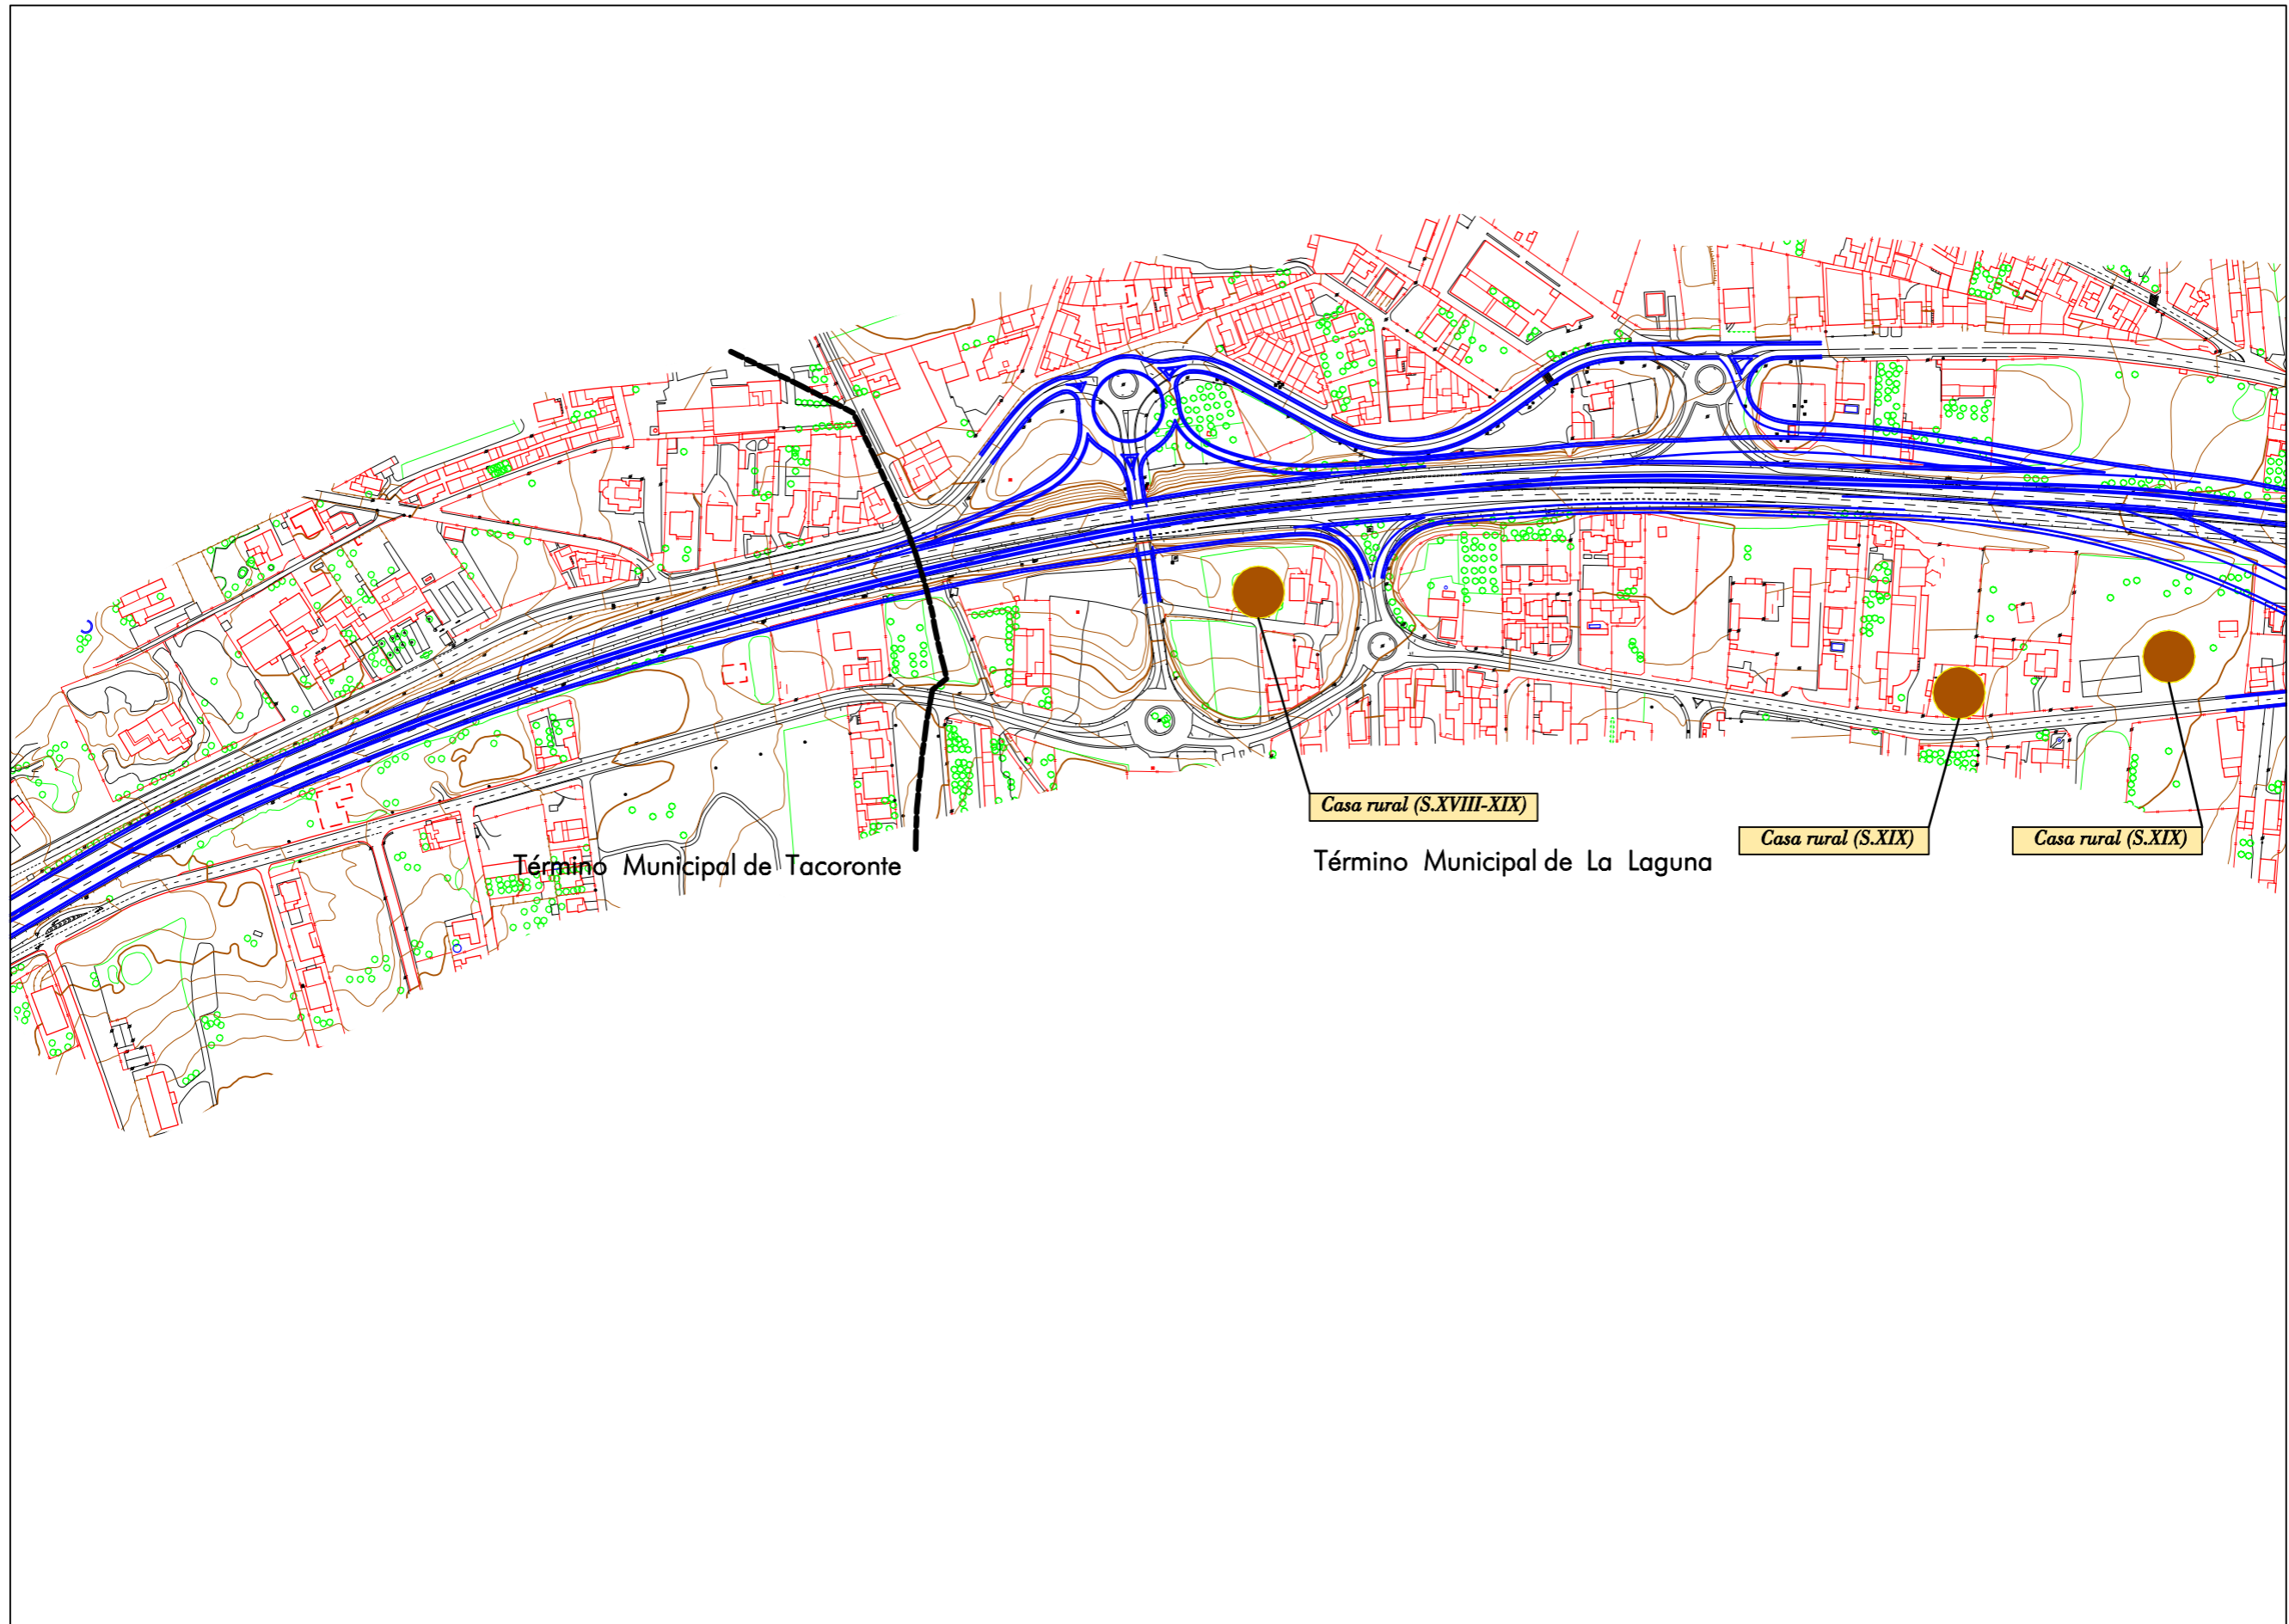 Casa rural (S.XVIII-XIX)
Casa rural (S.XIX)
Casa rural (S.XIX)
Término Municipal de Tacoronte
Término Municipal de La Laguna